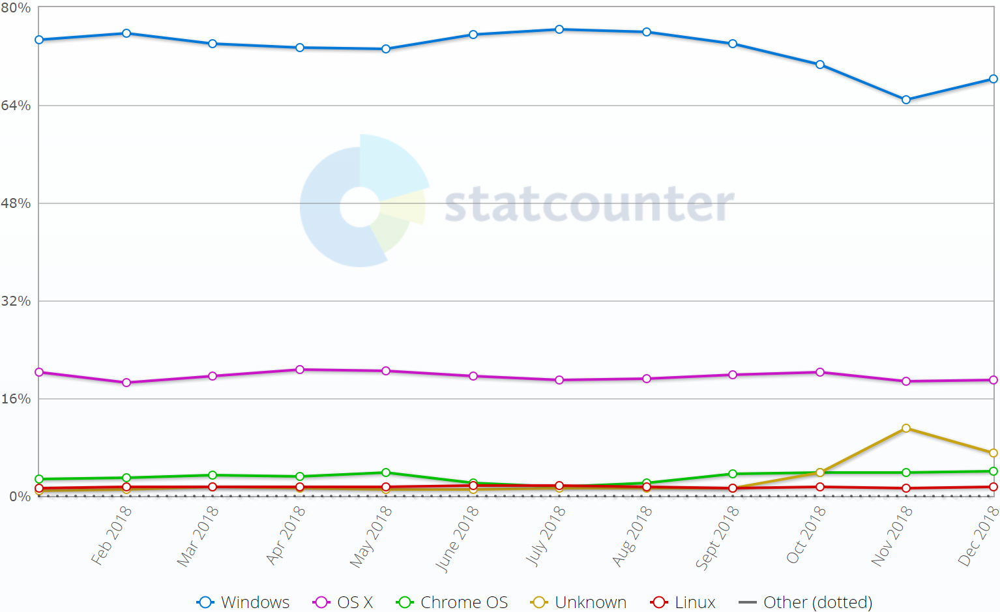 80%
64%
statcounter
48%
32%
16%
0%
Feb 2018
Mar 2018
Apr 2018
May 2018
June 2018
July 2018
Aug 2018
Sept 2018
Oct 2018
Nov 2018
Dec 2018
Windows OS X Chrome OS Unknown Linux Other (dotted)